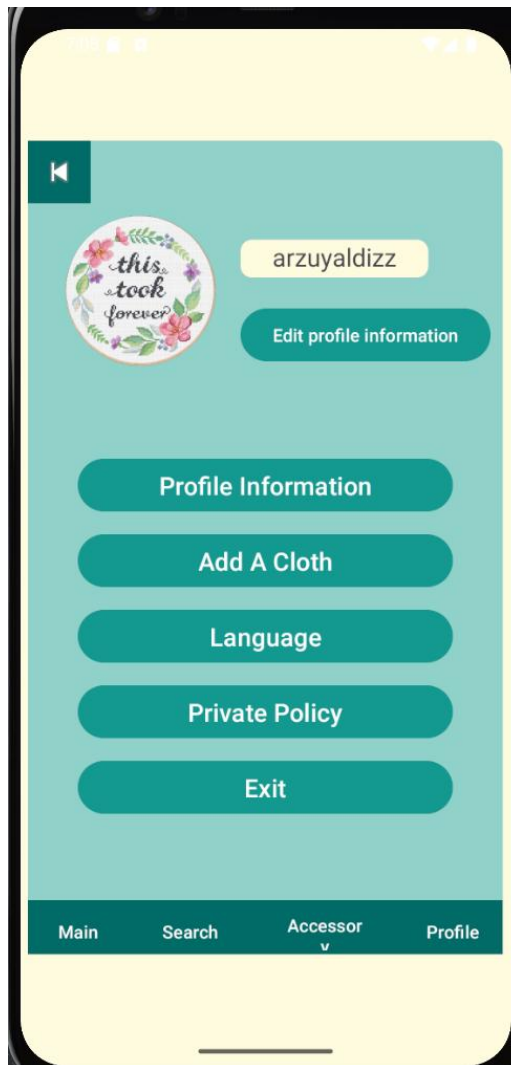 this
took
forever
arzuyaldizz
Edit profile information
Profile Information
Add A Cloth
Language
Private Policy
Exit
Main
Search
Accessor
y
Profile